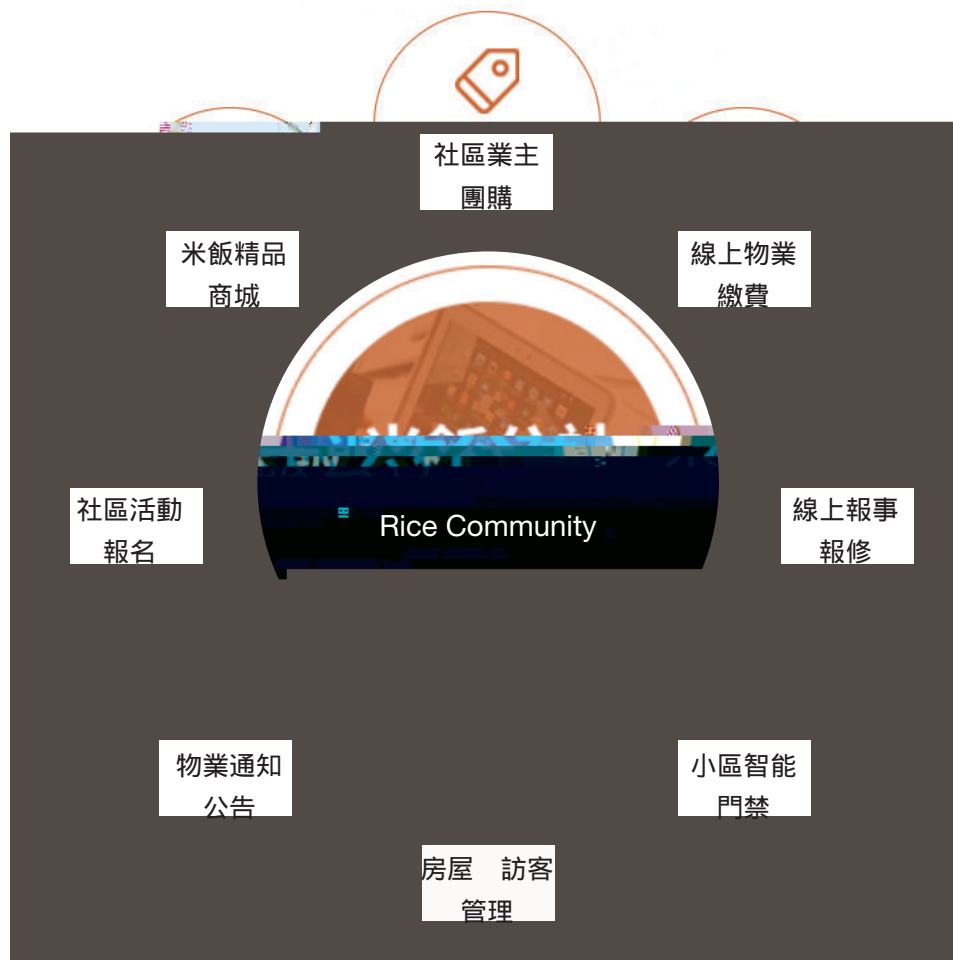 社區業主
團購
米飯精品
商城
線上物業
繳費
Rice Community
社區活動
報名
線上報事
報修
物業通知
公告
小區智能
門禁
房屋　訪客
管理